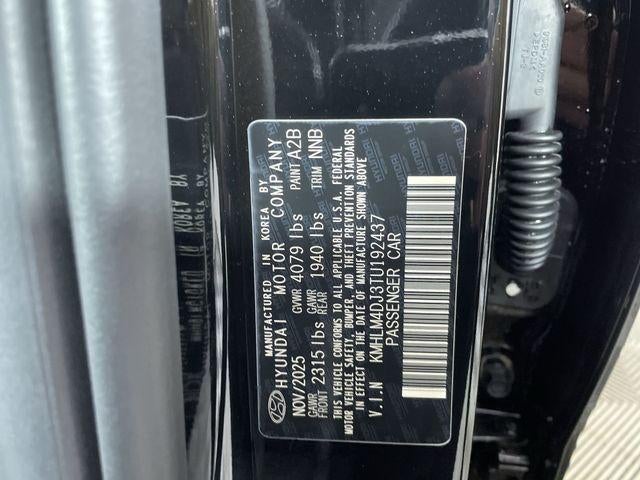 MANUFACTURED IN KOREA BY
HYUNDAI MOTOR COMPANY
NOV/2025 GVWR 4079 lbs PAINT A2B
GAWR FRONT 2315 lbs GAWR REAR 1940 lbs TRIM NNB
THIS VEHICLE CONFORMS TO ALL APPLICABLE U.S.A. FEDERAL
MOTOR VEHICLE SAFETY, BUMPER, AND THEFT PREVENTION STANDARDS
IN EFFECT ON THE DATE OF MANUFACTURE SHOWN ABOVE
V.I.N KMHLM4DJ3TU192437
PASSENGER CAR